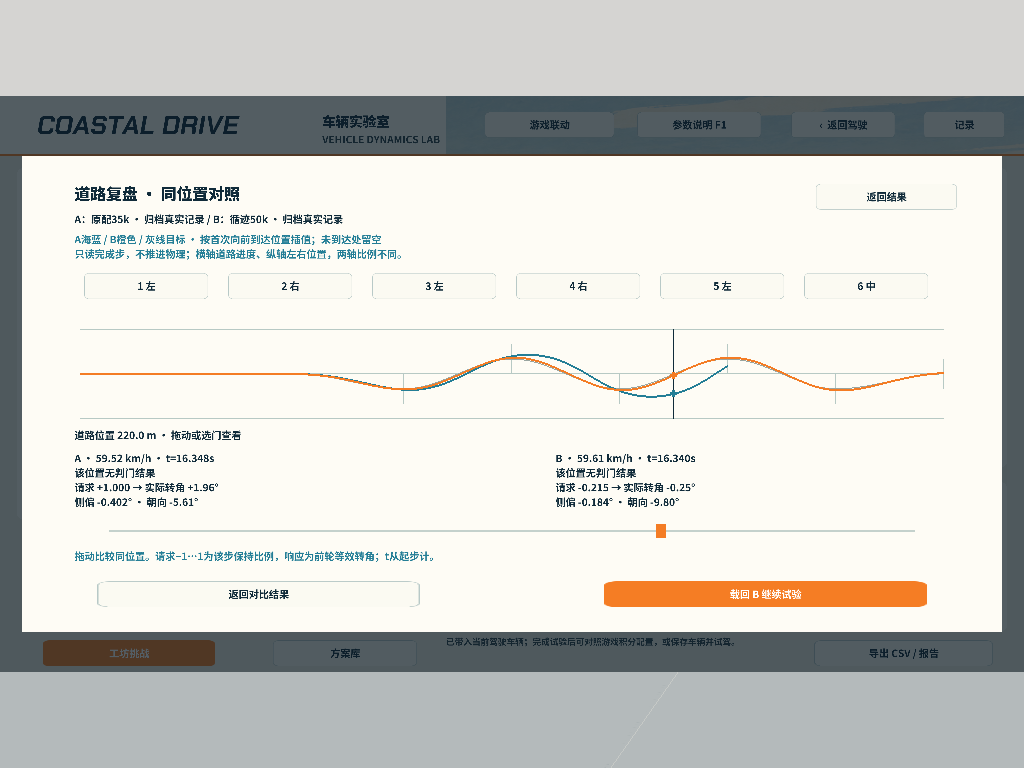 COASTAL DRIVE
车辆实验室
VEHICLE DYNAMICS LAB
游戏联动
参数说明 F1
‹ 返回驾驶
记录
道路复盘 · 同位置对照
返回结果
A：原配35k · 归档真实记录 / B：循迹50k · 归档真实记录
A海蓝 / B橙色 / 灰线目标 · 按首次向前到达位置插值；未到达处留空
只读完成步，不推进物理；横轴道路进度、纵轴左右位置，两轴比例不同。
1 左
2 右
3 左
4 右
5 左
6 中
道路位置 220.0 m · 拖动或选门查看
A · 59.52 km/h · t=16.348s
该位置无判门结果
请求 +1.000 → 实际转角 +1.96°
侧偏 -0.402° · 朝向 -5.61°
B · 59.61 km/h · t=16.340s
该位置无判门结果
请求 -0.215 → 实际转角 -0.25°
侧偏 -0.184° · 朝向 -9.80°
拖动比较同位置。请求−1⋯1为该步保持比例，响应为前轮等效转角；t从起步计。
返回对比结果
载回 B 继续试验
已带入当前驾驶车辆；完成试验后可对照游戏积分配置，或保存车辆并试驾。
工坊挑战
方案库
导出 CSV / 报告